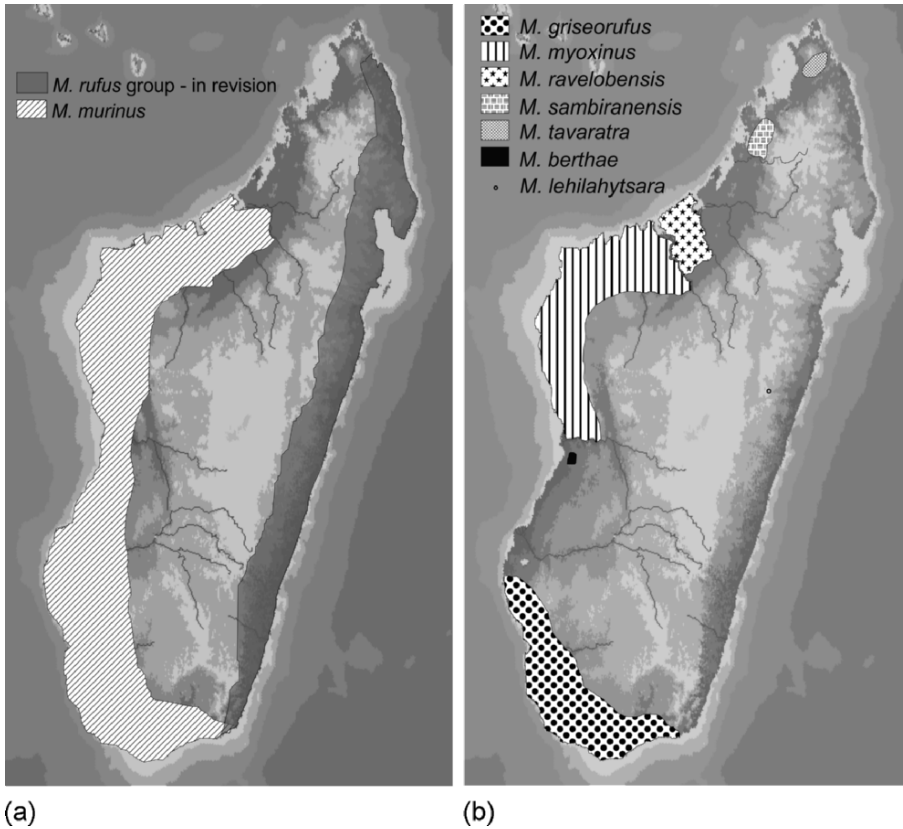 M. rufus group - in revision
M. murinus
(a)
M. griseorufus
M. myoxinus
M. ravelobensis
M. sambiranensis
M. tavaratra
M. berthae
M. lehilahytsara
(b)